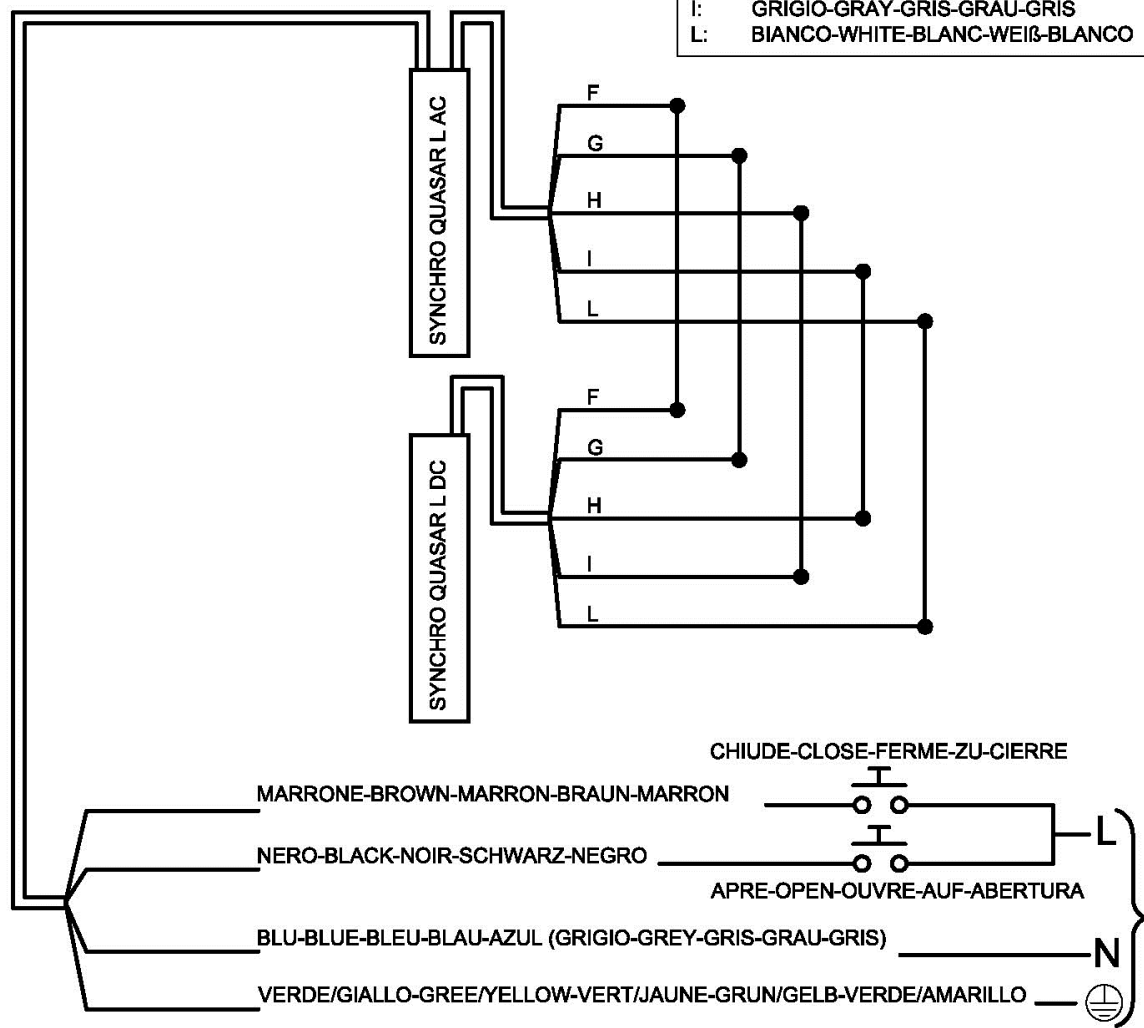 I: GRIGIO-GRAY-GRIS-GRAU-GRIS
L: BIANCO-WHITE-BLANC-WEIß-BLANCO
SYNCHRO QUASAR L AC
F
G
H
I
L
SYNCHRO QUASAR L DC
F
G
H
I
L
CHIUDE-CLOSE-FERME-ZU-CIERRE
MARRONE-BROWN-MARRON-BRAUN-MARRON
L
NERO-BLACK-NOIR-SCHWARZ-NEGRO
APRE-OPEN-OUVRE-AUF-ABERTURA
BLU-BLUE-BLEU-BLAU-AZUL (GRIGIO-GREY-GRIS-GRAU-GRIS)
N
VERDE/GIALLO-GREE/YELLOW-VERT/JAUNE-GRUN/GELB-VERDE/AMARILLO